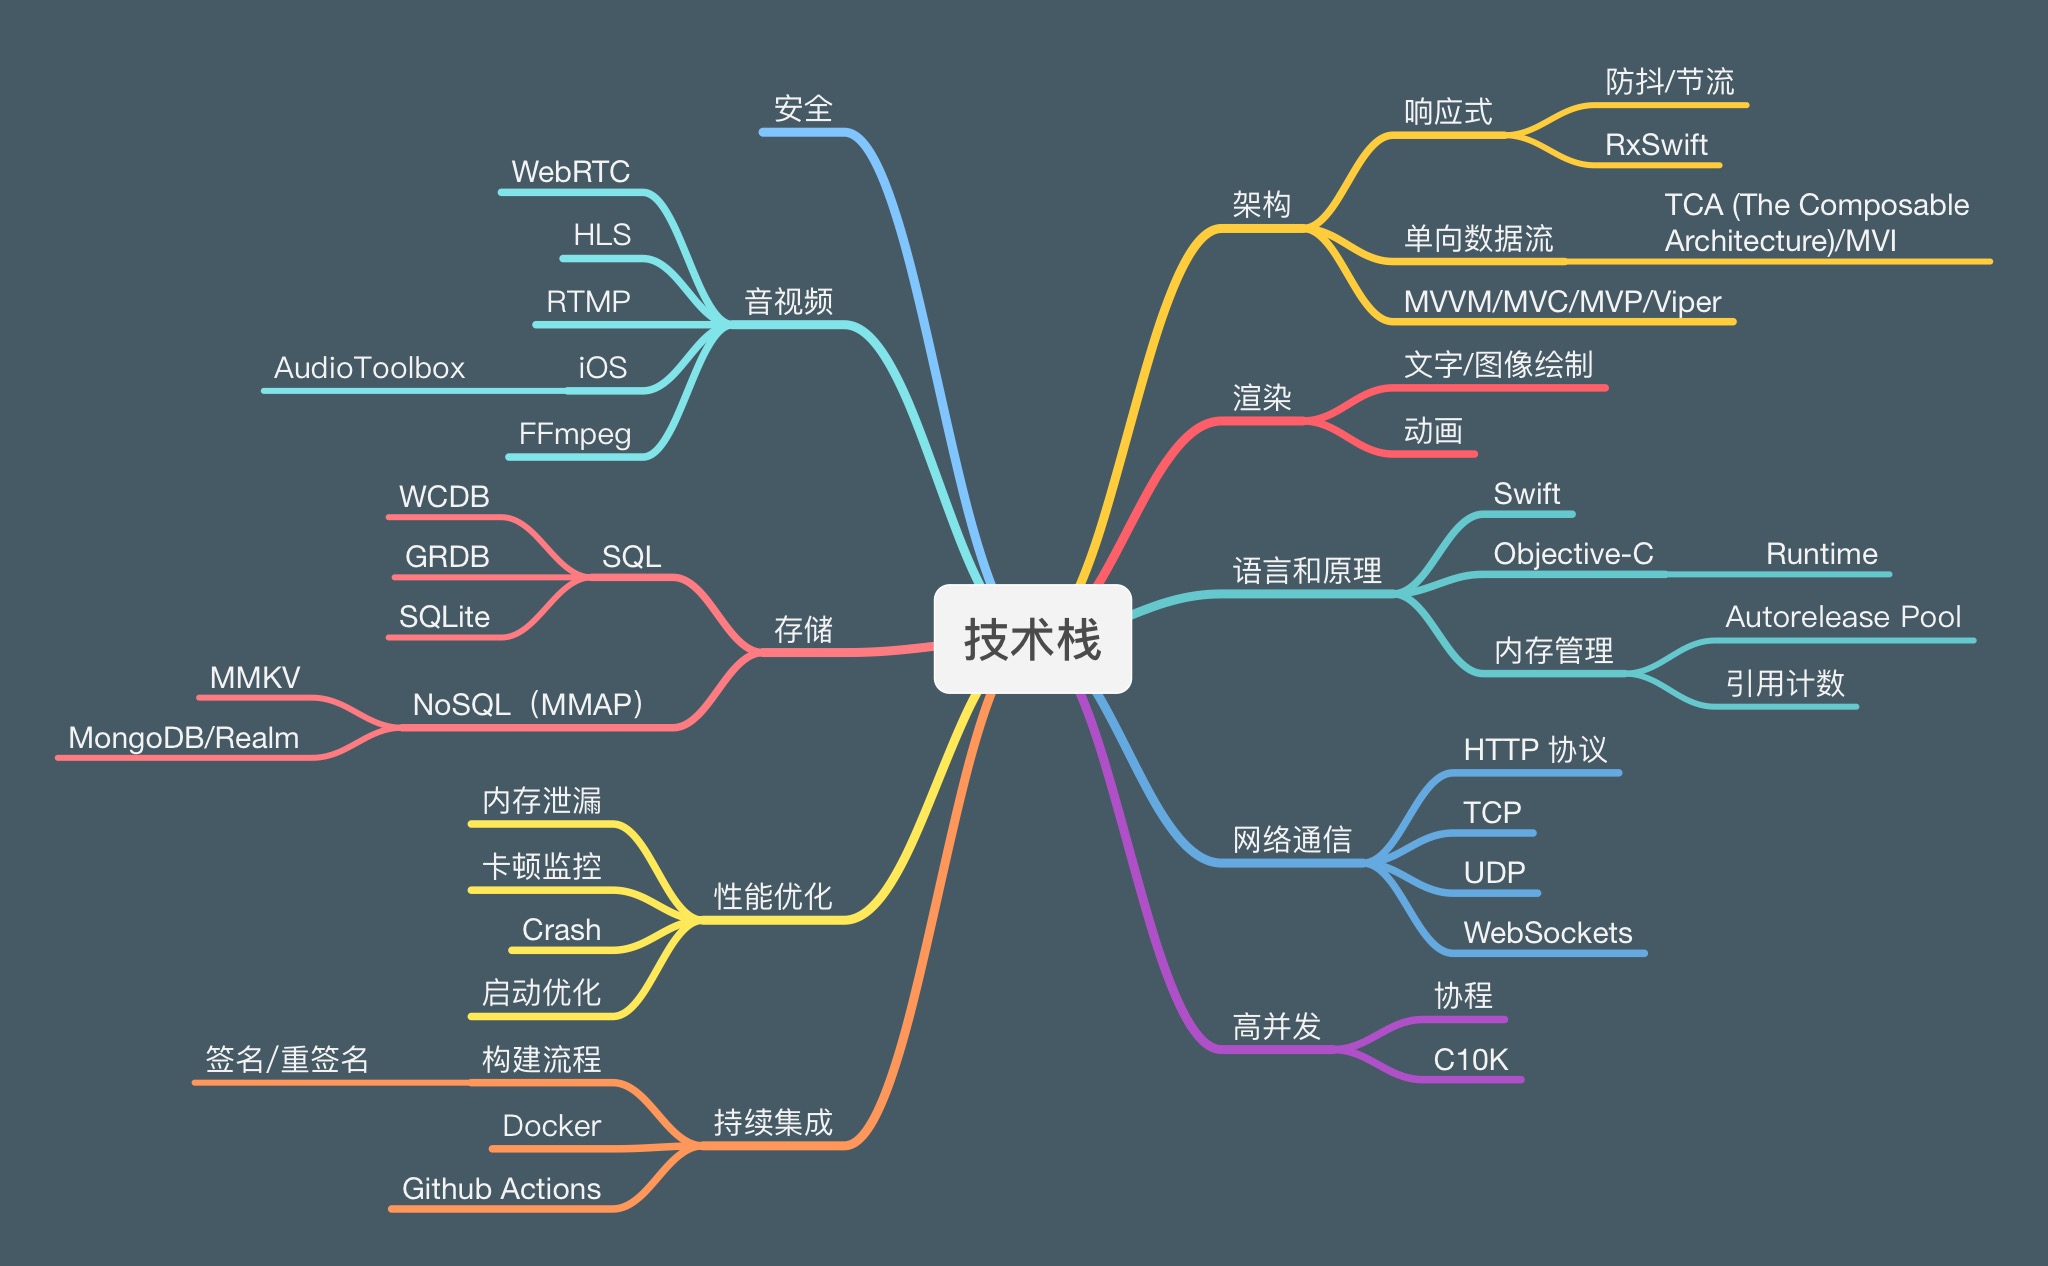 技术栈
架构
响应式
防抖/节流
RxSwift
单向数据流
TCA (The Composable
Architecture)/MVI
MVVM/MVC/MVP/Viper
渲染
文字/图像绘制
动画
语言和原理
Swift
Objective-C
Runtime
内存管理
Autorelease Pool
引用计数
网络通信
HTTP 协议
TCP
UDP
WebSockets
高并发
协程
C10K
安全
音视频
WebRTC
HLS
RTMP
iOS
AudioToolbox
FFmpeg
存储
SQL
WCDB
GRDB
SQLite
NoSQL（MMAP）
MMKV
MongoDB/Realm
性能优化
内存泄漏
卡顿监控
Crash
启动优化
持续集成
构建流程
签名/重签名
Docker
Github Actions